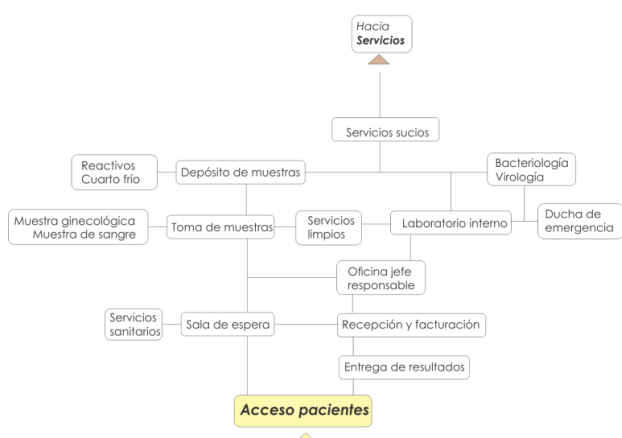 Hacia
Servicios
Servicios sucios
Reactivos
Cuarto frío
Depósito de muestras
Bacteriología
Virología
Muestra ginecológica
Muestra de sangre
Toma de muestras
Servicios
limpios
Laboratorio interno
Ducha de
emergencia
Oficina jefe
responsable
Servicios
sanitarios
Sala de espera
Recepción y facturación
Entrega de resultados
Acceso pacientes